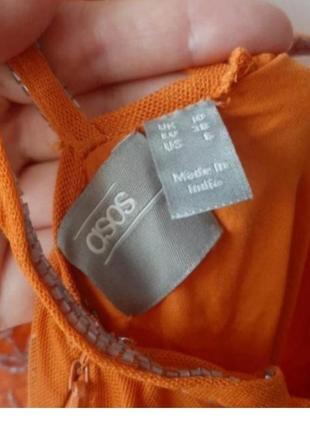 asos
UK 10
EU 38
US 6
Made in
India